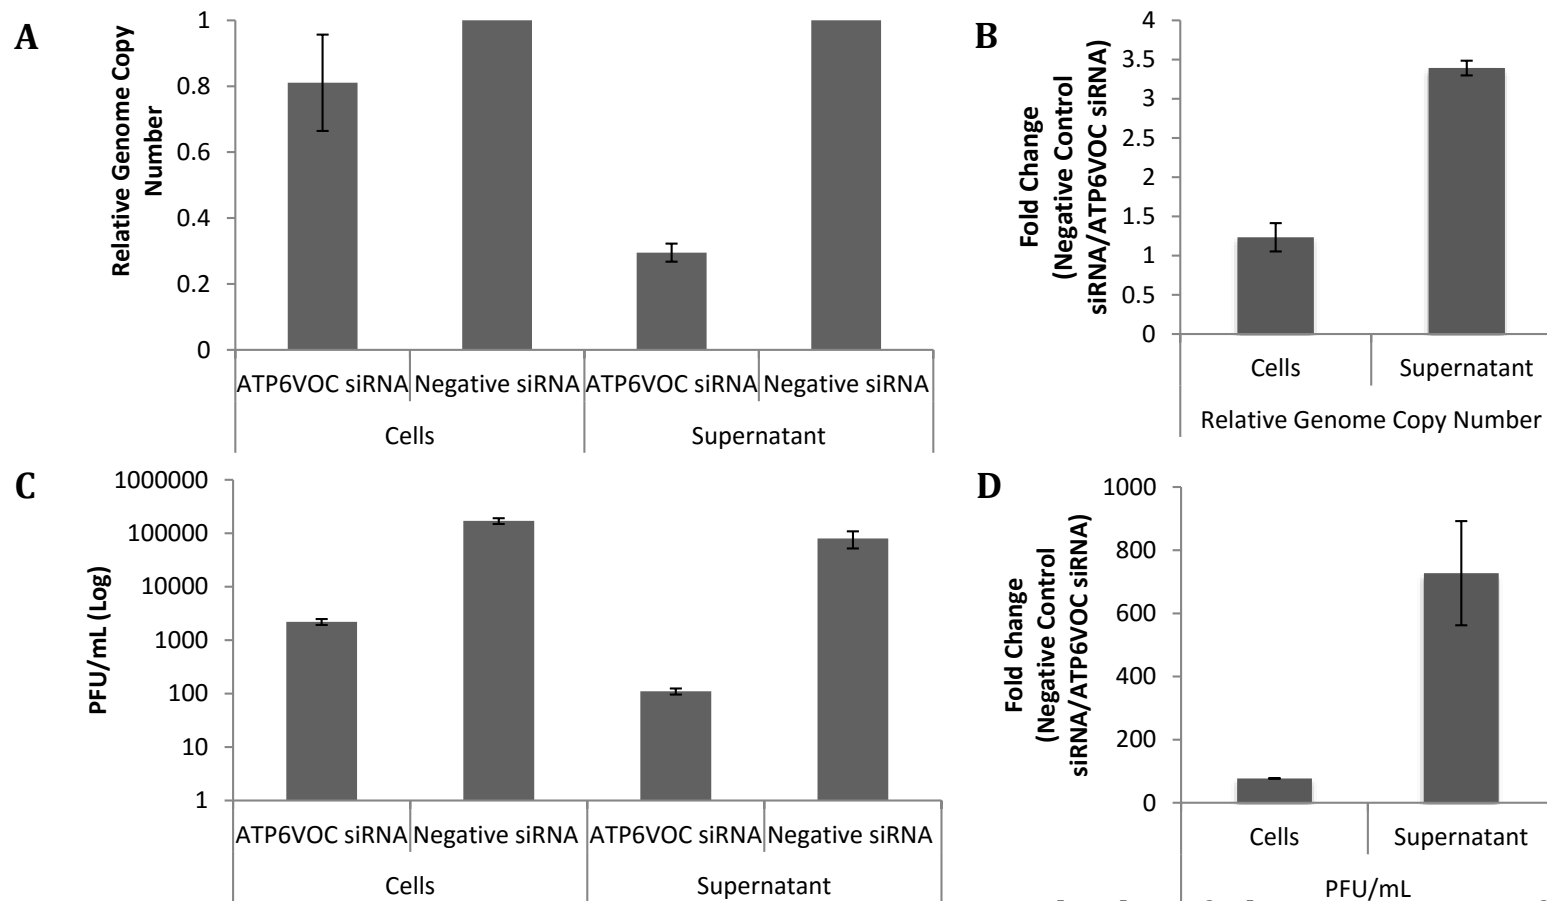 A
Relative Genome Copy
Number
1
0.8
0.6
0.4
0.2
0
ATP6VOC siRNA
Negative siRNA
ATP6VOC siRNA
Negative siRNA
Cells
Supernatant
B
Fold Change
(Negative Control
siRNA/ATP6VOC siRNA)
4
3.5
3
2.5
2
1.5
1
0.5
0
Cells
Supernatant
Relative Genome Copy Number
C
PFU/mL (Log)
1000000
100000
10000
1000
100
10
1
ATP6VOC siRNA
Negative siRNA
ATP6VOC siRNA
Negative siRNA
Cells
Supernatant
D
Fold Change
(Negative Control
siRNA/ATP6VOC siRNA)
1000
800
600
400
200
0
Cells
Supernatant
PFU/mL